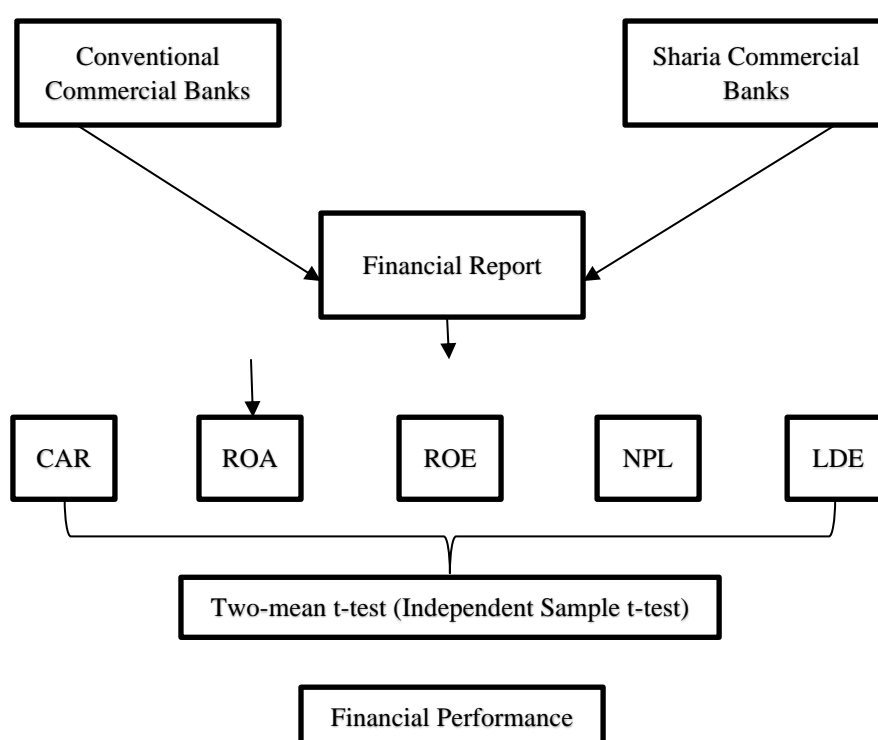 Conventional
Commercial Banks
Sharia Commercial
Banks
Financial Report
CAR
ROA
ROE
NPL
LDE
Two-mean t-test (Independent Sample t-test)
Financial Performance